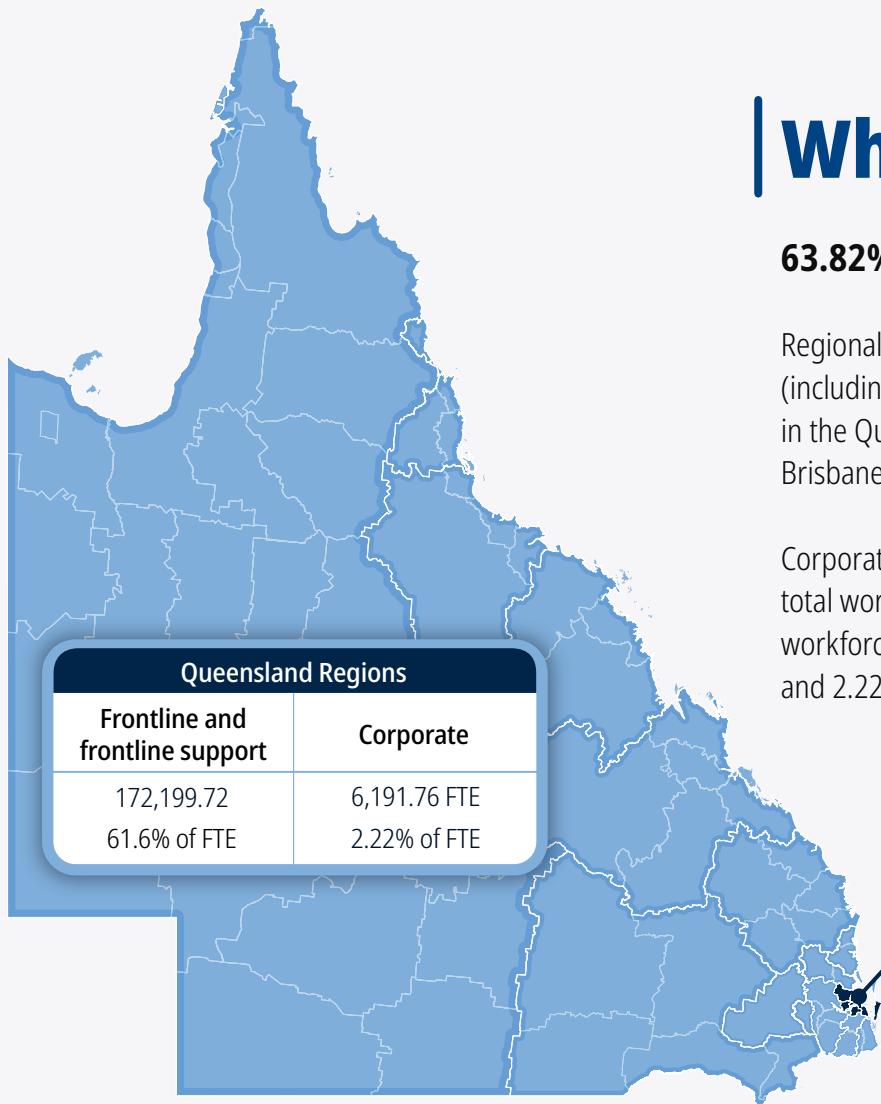 Wh
63.82%
Regional
(includin
in the Qu
Brisbane
Corporat
total wor
workforc
and 2.22
Queensland Regions
Frontline and
frontline support
Corporate
172,199.72
6,191.76 FTE
61.6% of FTE
2.22% of FTE